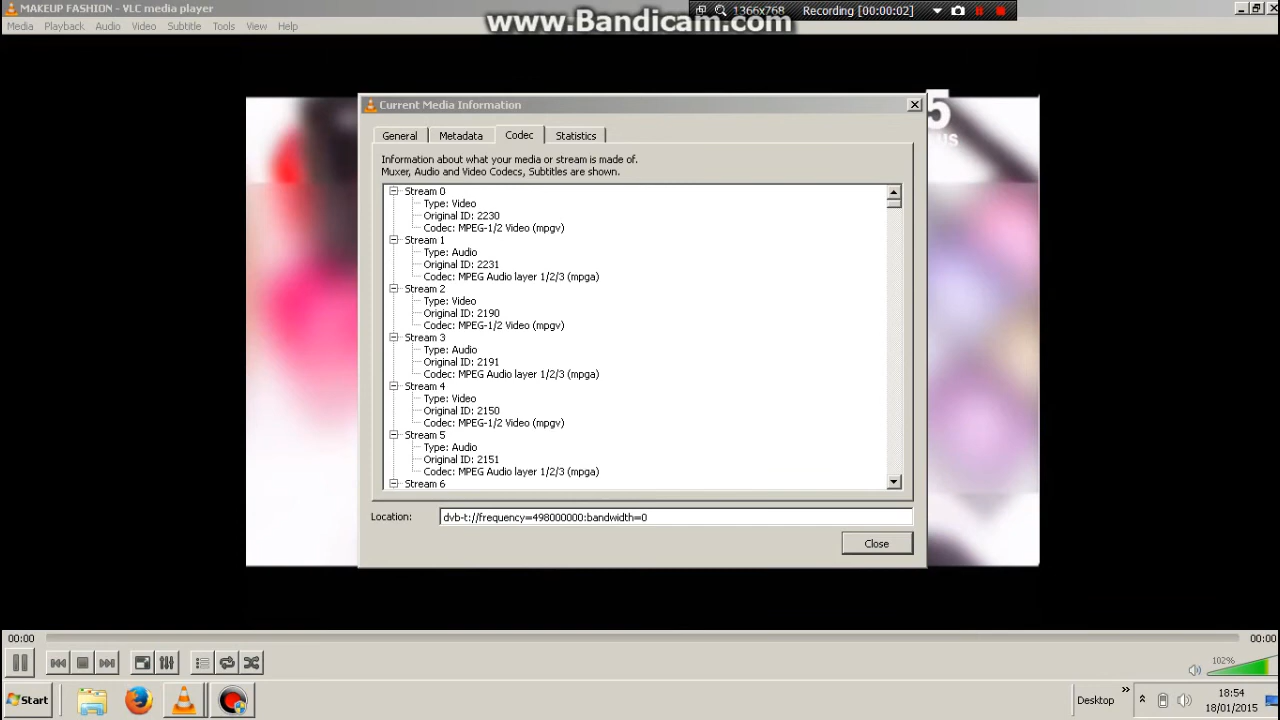 MAKEUP FASHION - VLC media player
www.Bandicam.com
1366x768 Recording [00:00:02]
Media Playback Audio Video Subtitle Tools View Help
Current Media Information
5
General Metadata Codec Statistics
Information about what your media or stream is made of.
Muxer, Audio and Video Codecs, Subtitles are shown.
Stream 0
Type: Video
Original ID: 2230
Codec: MPEG-1/2 Video (mpgv)
Stream 1
Type: Audio
Original ID: 2231
Codec: MPEG Audio layer 1/2/3 (mpga)
Stream 2
Type: Video
Original ID: 2190
Codec: MPEG-1/2 Video (mpgv)
Stream 3
Type: Audio
Original ID: 2191
Codec: MPEG Audio layer 1/2/3 (mpga)
Stream 4
Type: Video
Original ID: 2150
Codec: MPEG-1/2 Video (mpgv)
Stream 5
Type: Audio
Original ID: 2151
Codec: MPEG Audio layer 1/2/3 (mpga)
Stream 6
Location: dvb-t://frequency=498000000:bandwidth=0
Close
00:00 00:00
102%
Start Desktop » 18:54
18/01/2015